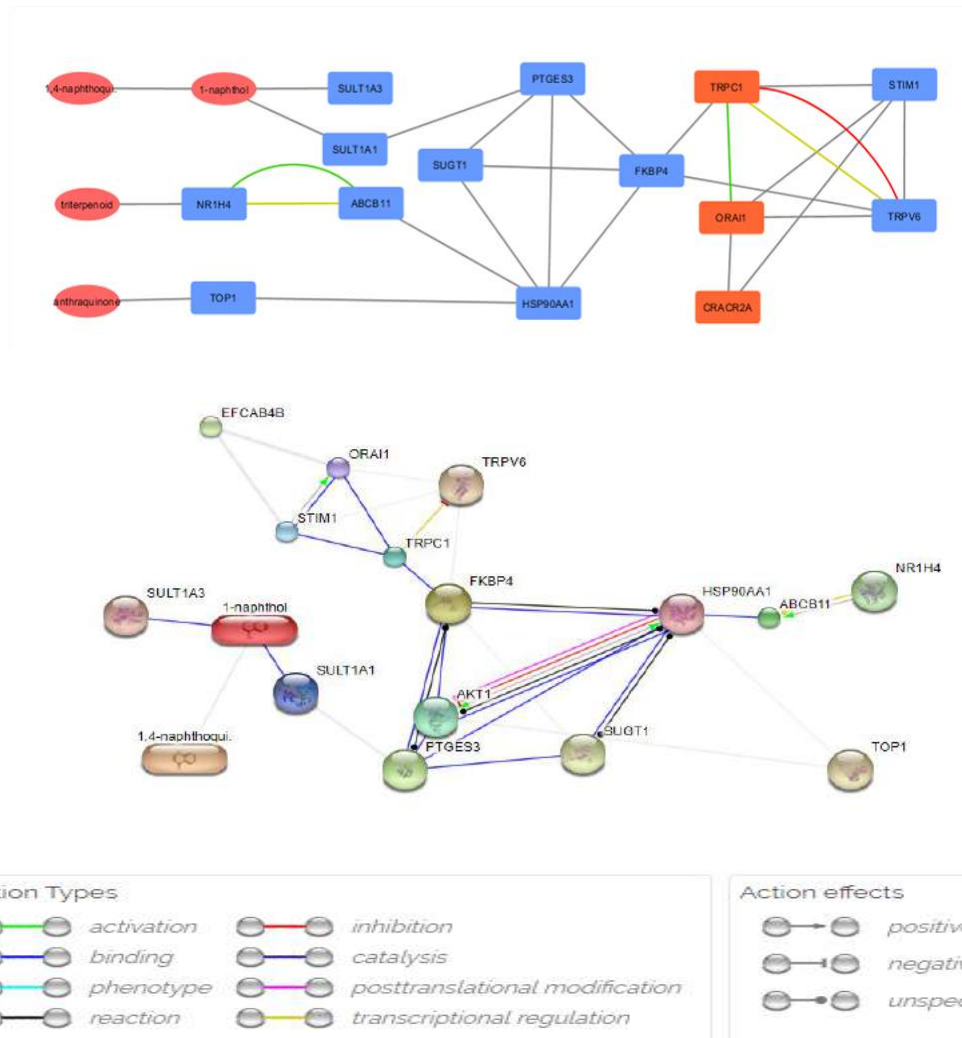 PTGES3
1,4-naphthoqui.
1-naphthol
SULT1A3
TRPC1
STIM1
SULT1A1
SUGT1
FKBP4
triterpenoid
NR1H4
ABCB11
ORAI1
TRPV6
anthraquinone
TOP1
HSP90AA1
CRACR2A
EFCAB4B
ORAI1
TRPV6
STIM1
TRPC1
FKBP4
NR1H4
HSP90AA1
ABCB11
SULT1A3
1-naphthol
SULT1A1
AKT1
1,4-naphthoqui.
PTGES3
SUGT1
TOP1
tion Types
Action effects
activation
inhibition
positiv
binding
catalysis
negativ
phenotype
posttranslational modification
unspec
reaction
transcriptional regulation